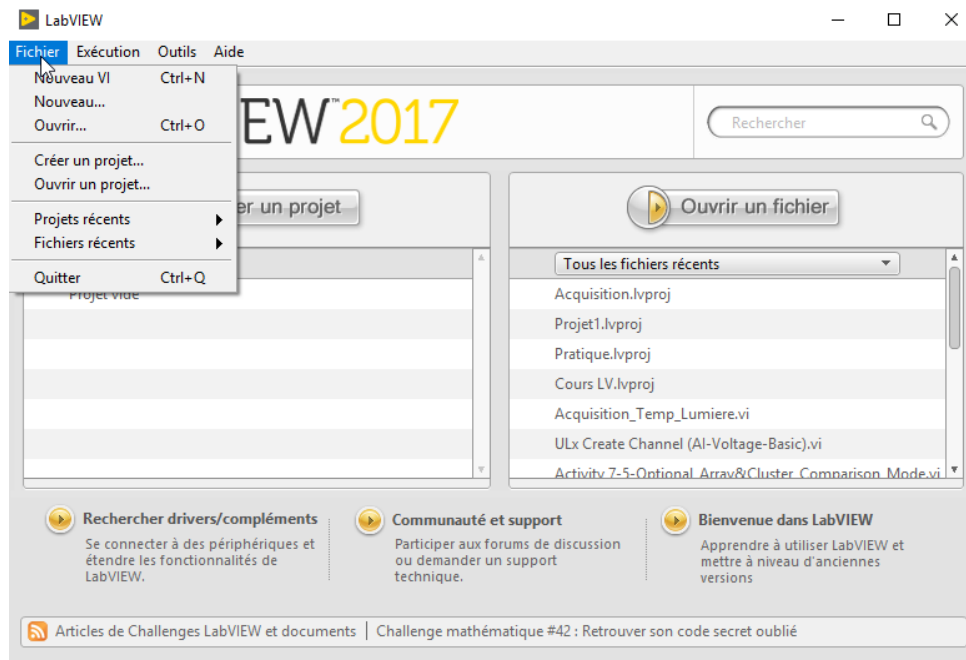 LabVIEW
Fichier Exécution Outils Aide
Nouveau VI Ctrl+N
Nouveau...
Ouvrir... Ctrl+O
Créer un projet...
Ouvrir un projet...
Projets récents
Fichiers récents
Quitter Ctrl+Q
EW™ 2017
Rechercher
er un projet
Projet vide
Ouvrir un fichier
Tous les fichiers récents
Acquisition.lvproj
Projet1.lvproj
Pratique.lvproj
Cours LV.lvproj
Acquisition_Temp_Lumiere.vi
ULx Create Channel (AI-Voltage-Basic).vi
Activity 7-5-Optional_Array&Cluster_Comparison_Mode.vi
Rechercher drivers/compléments
Se connecter à des périphériques et
étendre les fonctionnalités de
LabVIEW.
Communauté et support
Participer aux forums de discussion
ou demander un support
technique.
Bienvenue dans LabVIEW
Apprendre à utiliser LabVIEW et
mettre à niveau d'anciennes
versions
Articles de Challenges LabVIEW et documents | Challenge mathématique #42 : Retrouver son code secret oublié